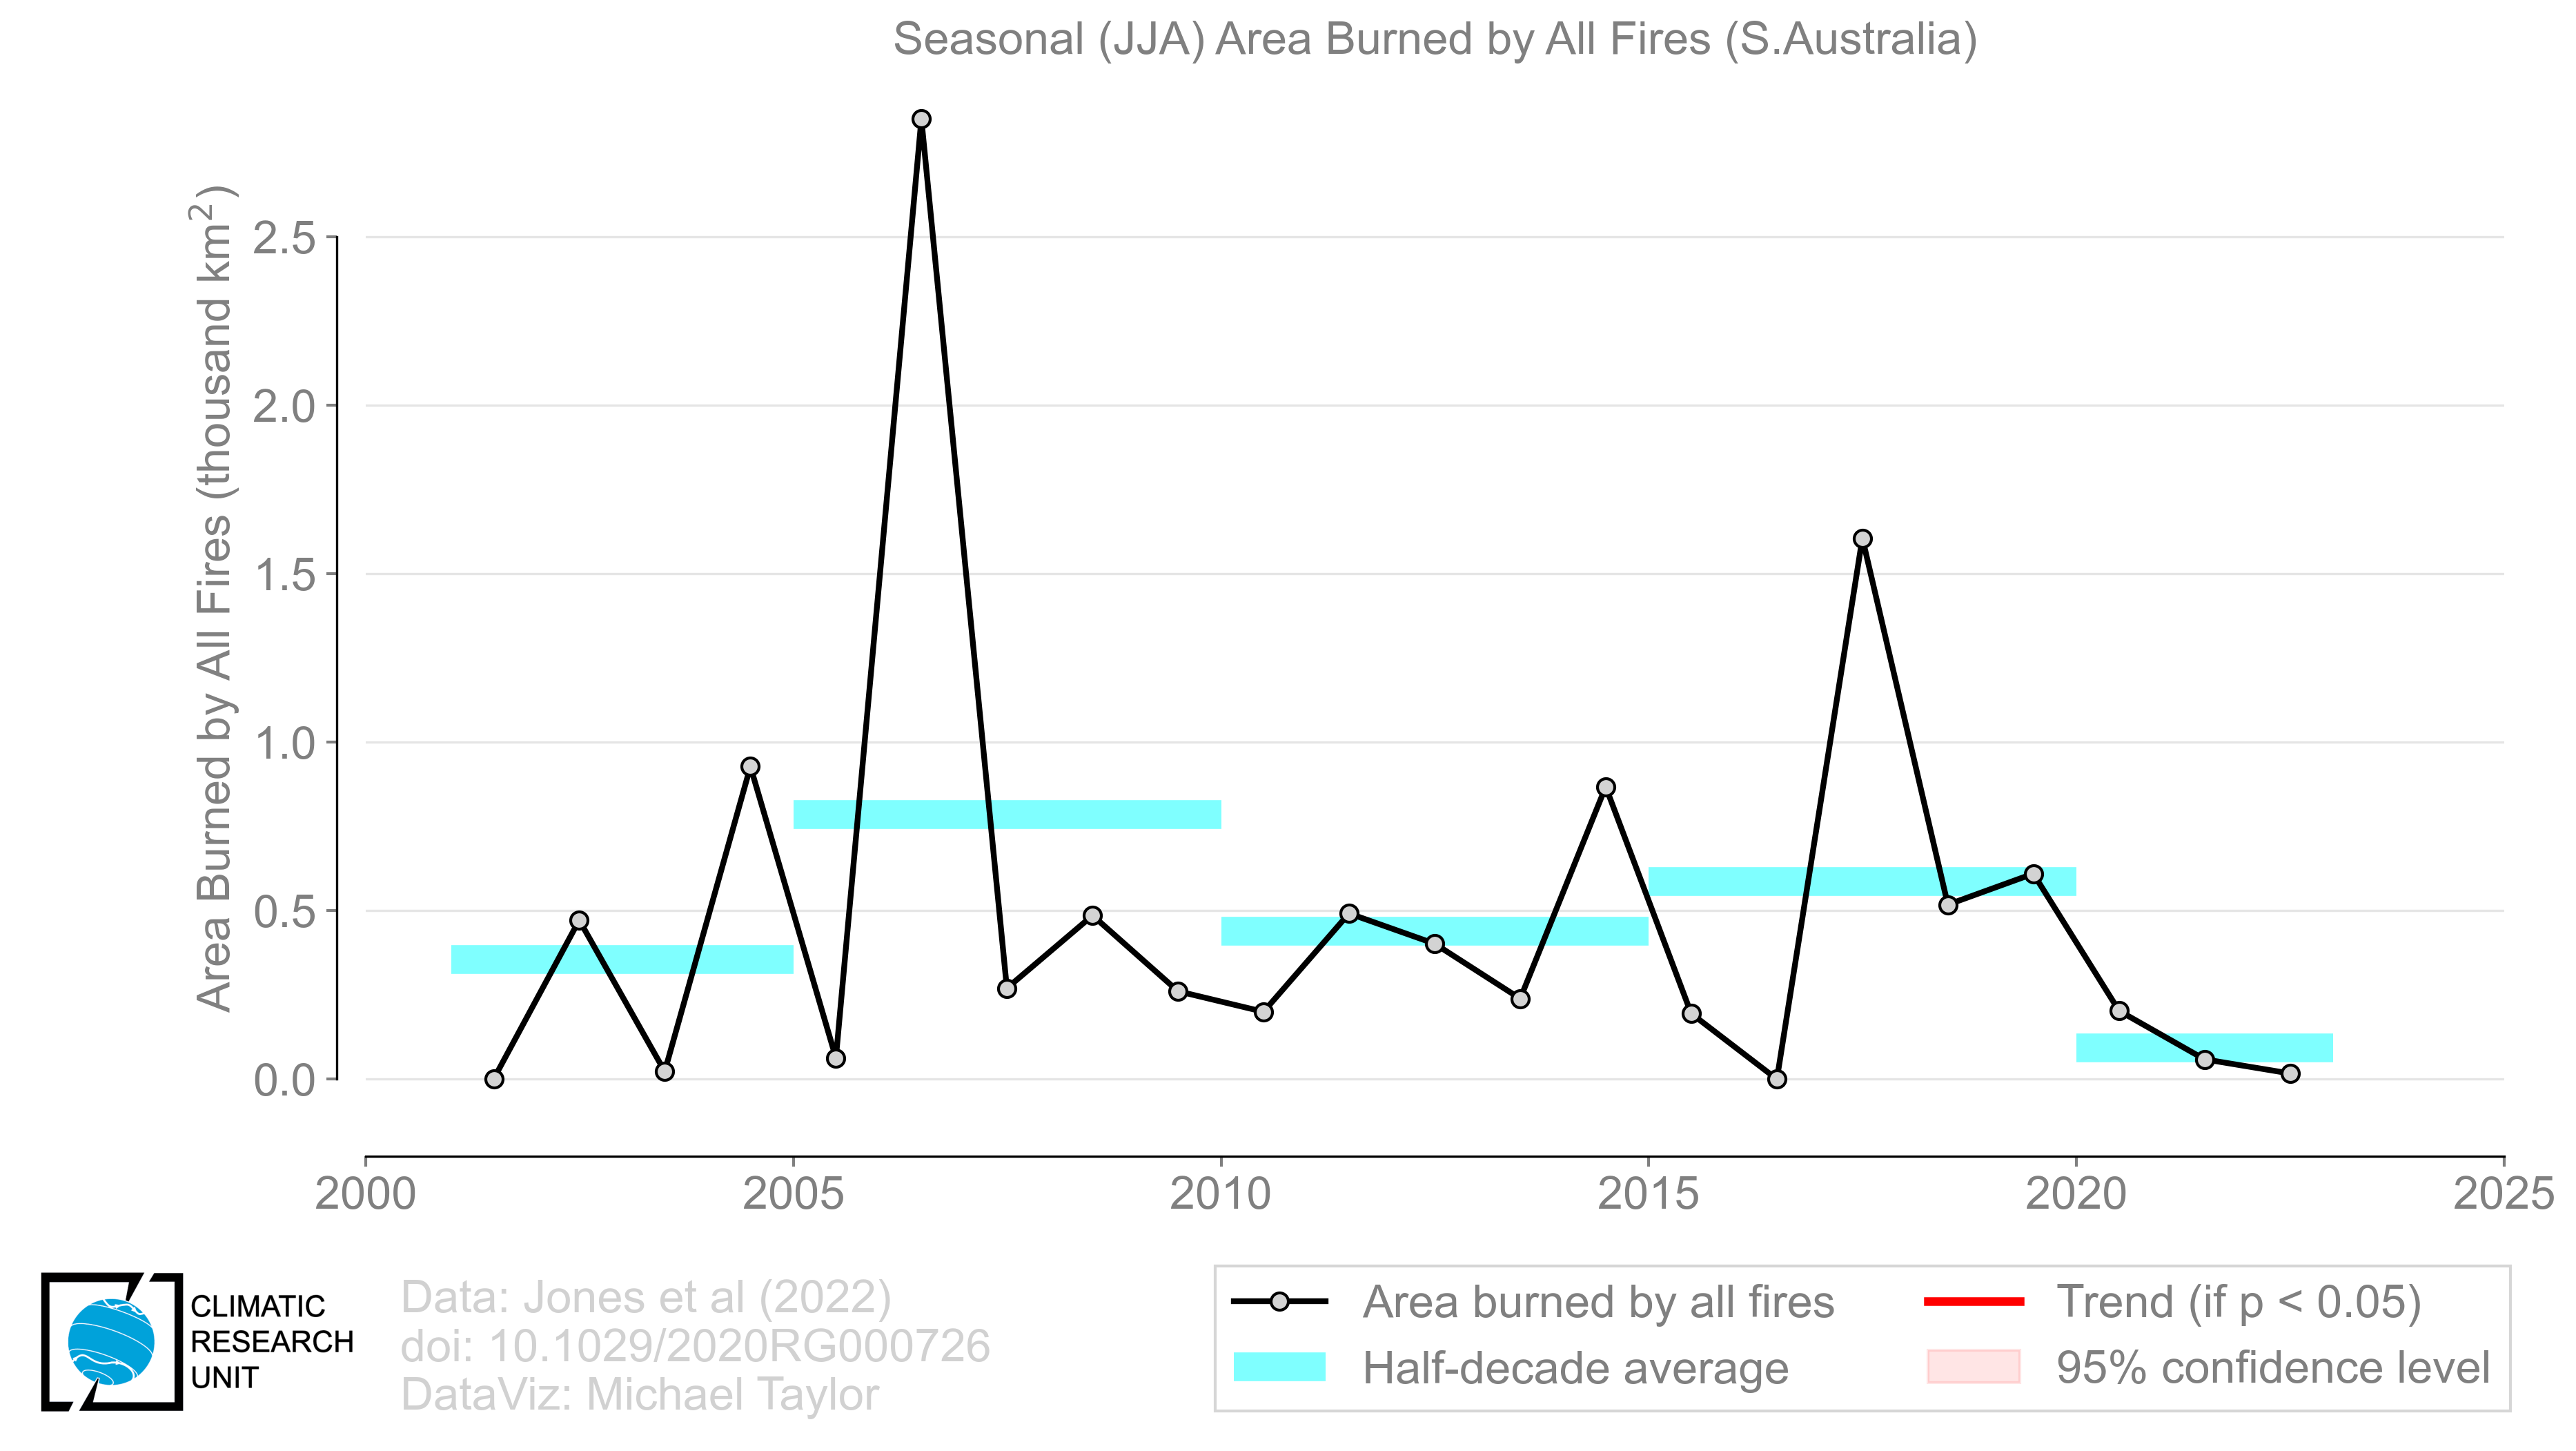 Seasonal (JJA) Area Burned by All Fires (S.Australia)
Area Burned by All Fires (thousand km²)
2.5
2.0
1.5
1.0
0.5
0.0
2000 2005 2010 2015 2020 2025
CLIMATIC
RESEARCH
UNIT
Data: Jones et al (2022)
doi: 10.1029/2020RG000726
DataViz: Michael Taylor
Area burned by all fires
Half-decade average
Trend (if p < 0.05)
95% confidence level